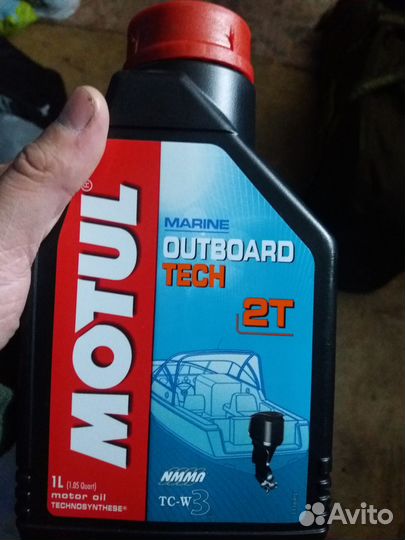 MOTUL®
MARINE
OUTBOARD
TECH
2T
NMMA
TC-W3
1L (1.05 Quart)
motor oil
TECHNOSYNTHESE®
Avito